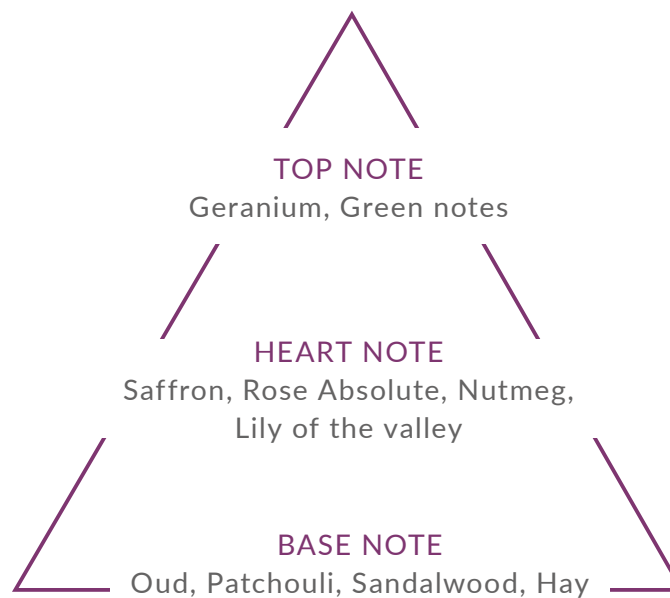 TOP NOTE
Geranium, Green notes
HEART NOTE
Saffron, Rose Absolute, Nutmeg,
Lily of the valley
BASE NOTE
Oud, Patchouli, Sandalwood, Hay